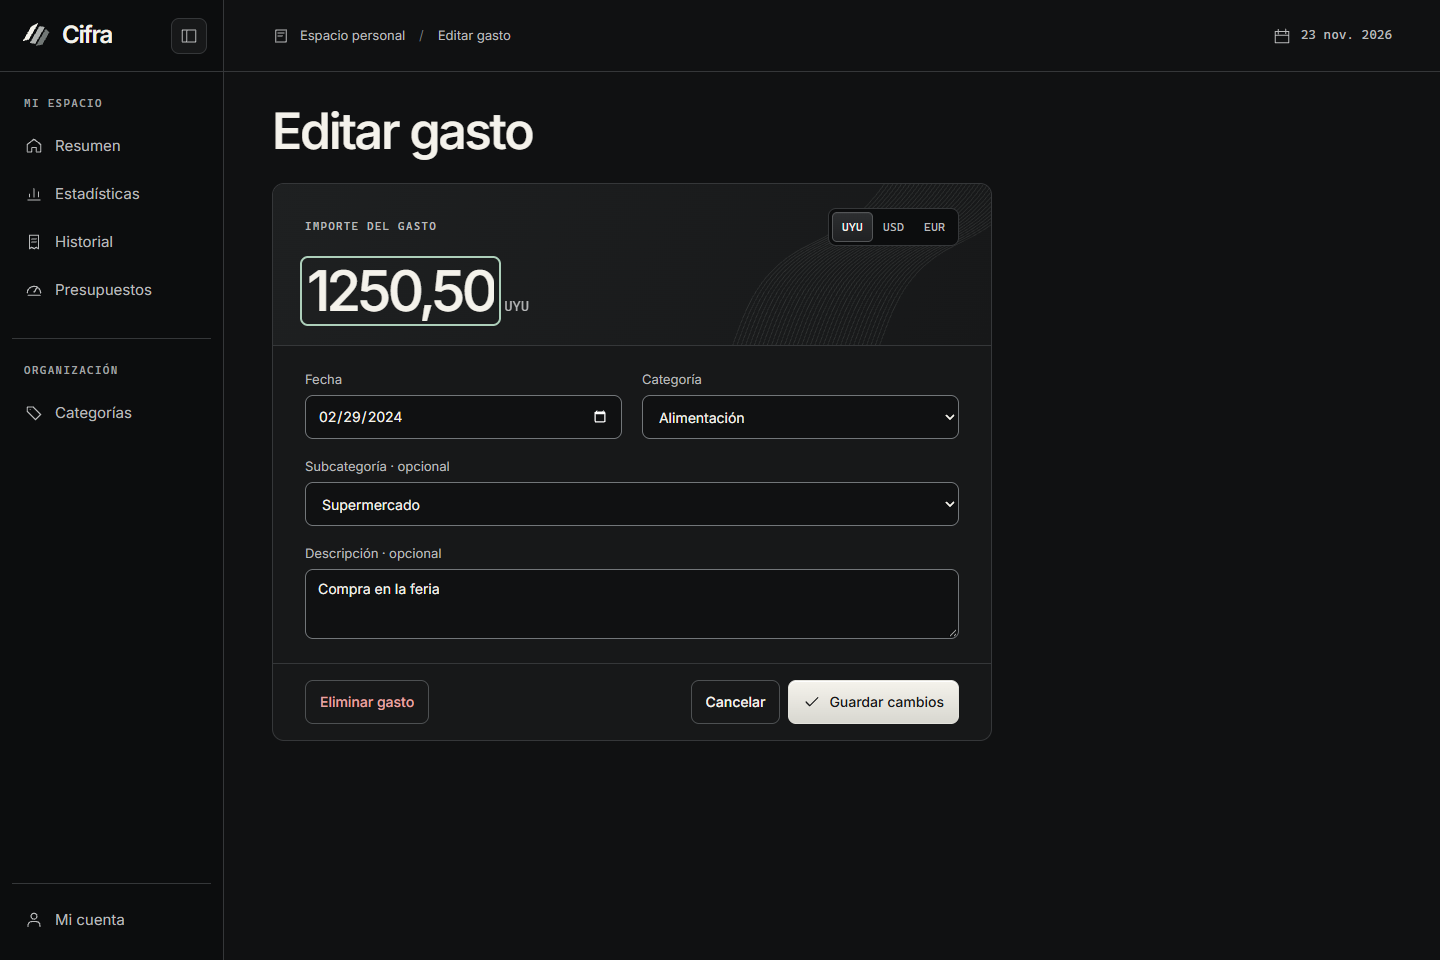 Cifra
Espacio personal / Editar gasto
23 nov. 2026
MI ESPACIO
Resumen
Estadísticas
Historial
Presupuestos
ORGANIZACIÓN
Categorías
Mi cuenta
Editar gasto
IMPORTE DEL GASTO
UYU USD EUR
1250,50 UYU
Fecha
02/29/2024
Categoría
Alimentación
Subcategoría · opcional
Supermercado
Descripción · opcional
Compra en la feria
Eliminar gasto
Cancelar
Guardar cambios